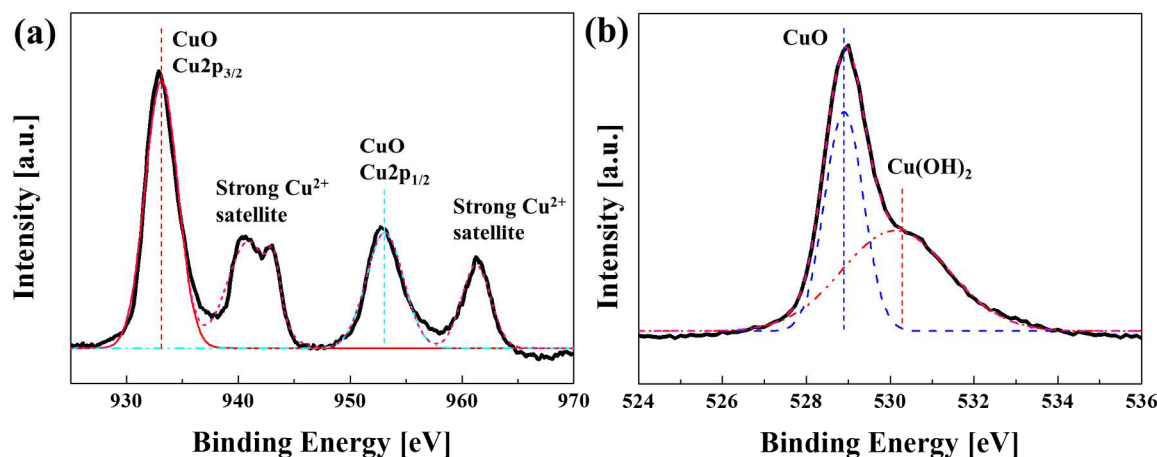 (a)
CuO
Cu2p3/2
Strong Cu2+
satellite
CuO
Cu2p1/2
Strong Cu2+
satellite
Intensity [a.u.]
930 940 950 960 970
Binding Energy [eV]
(b)
CuO
Cu(OH)2
Intensity [a.u.]
524 526 528 530 532 534 536
Binding Energy [eV]